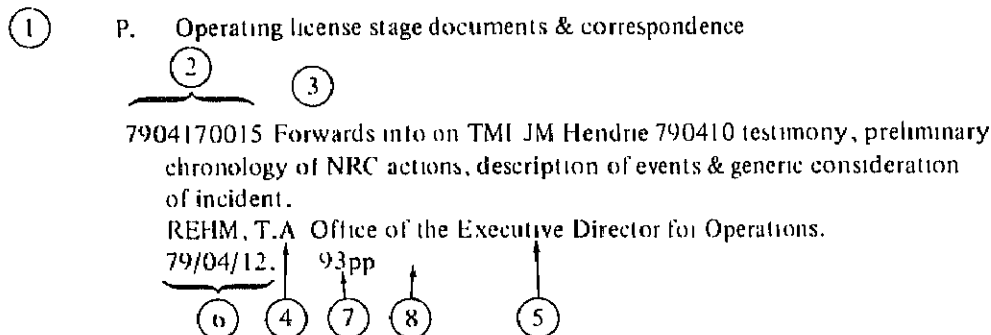 1 P. Operating license stage documents & correspondence
2 3
7904170015 Forwards info on TMI JM Hendrie 790410 testimony, preliminary
chronology of NRC actions, description of events & generic consideration
of incident.
REHM, T.A Office of the Executive Director for Operations.
79/04/12. 93pp
6 4 7 8 5